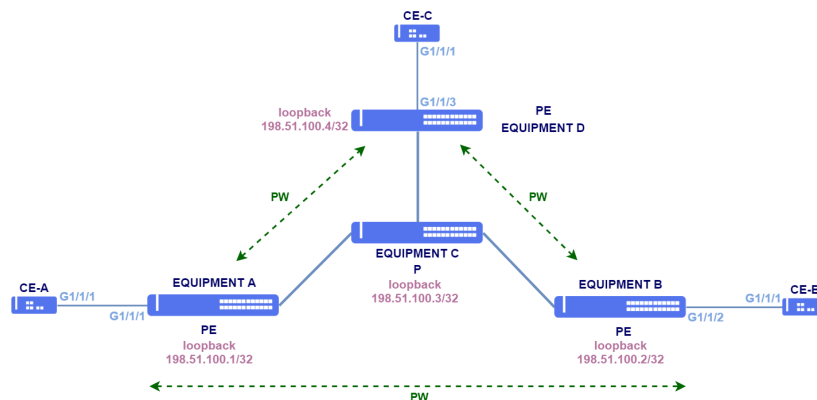 CE-C
G1/1/1
G1/1/3
loopback
198.51.100.4/32
PE
EQUIPMENT D
PW
PW
EQUIPMENT C
P
loopback
198.51.100.3/32
CE-A
G1/1/1
G1/1/1
EQUIPMENT A
PE
loopback
198.51.100.1/32
EQUIPMENT B
PE
loopback
198.51.100.2/32
G1/1/1
G1/1/2
CE-B
PW